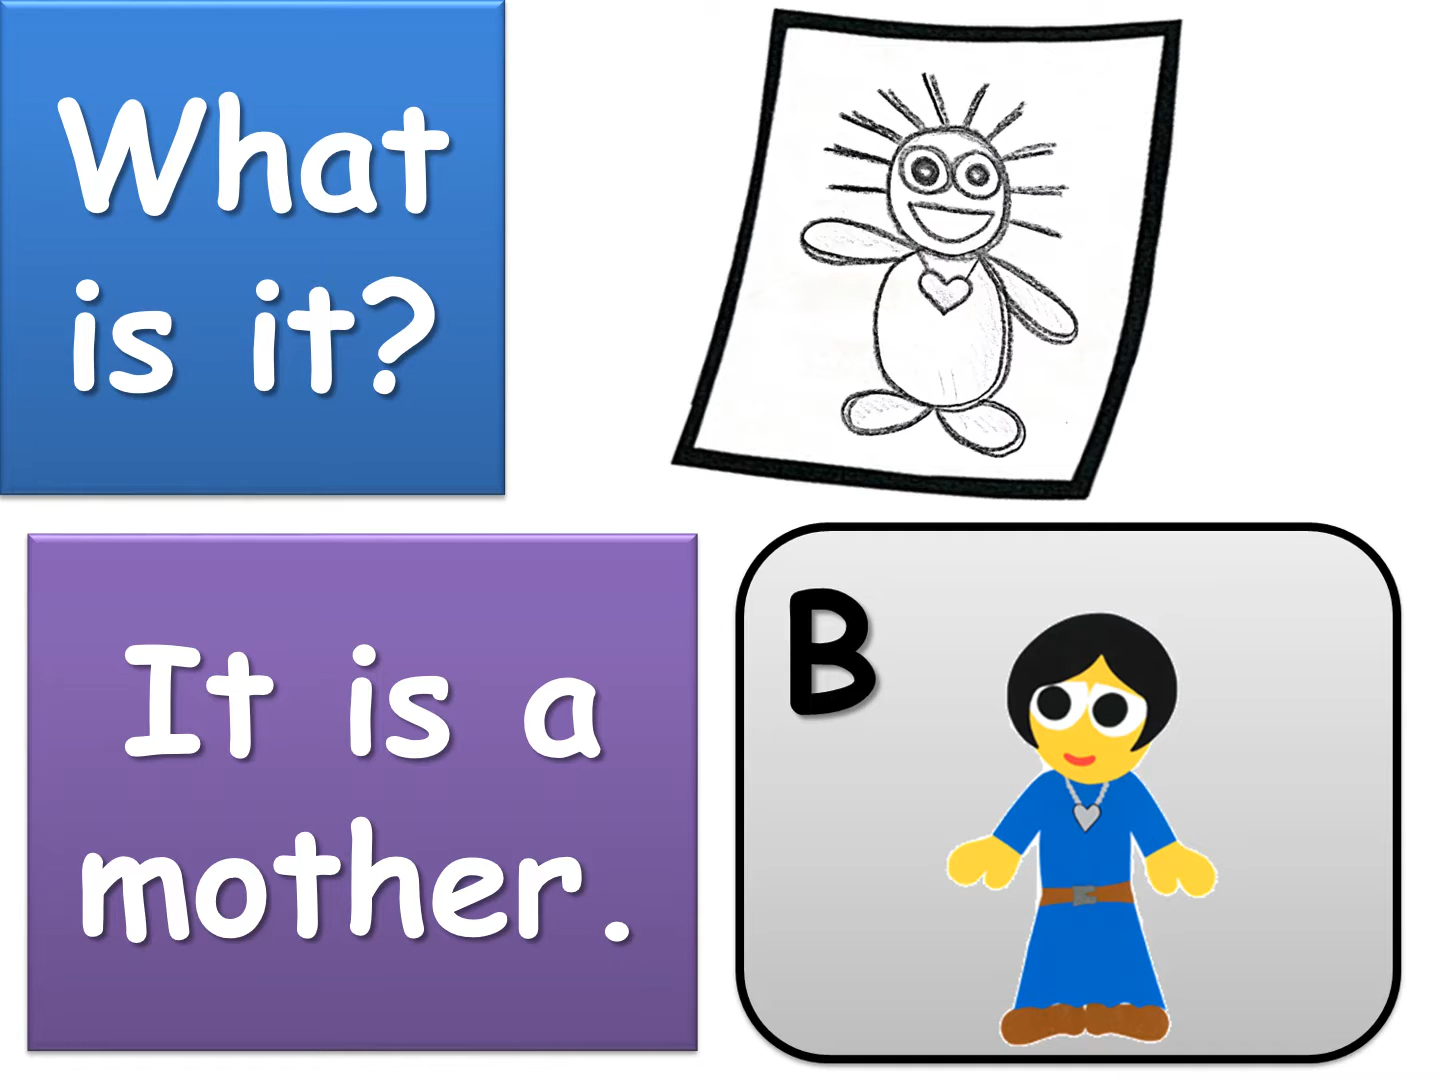 What
is it?
It is a
mother.
B